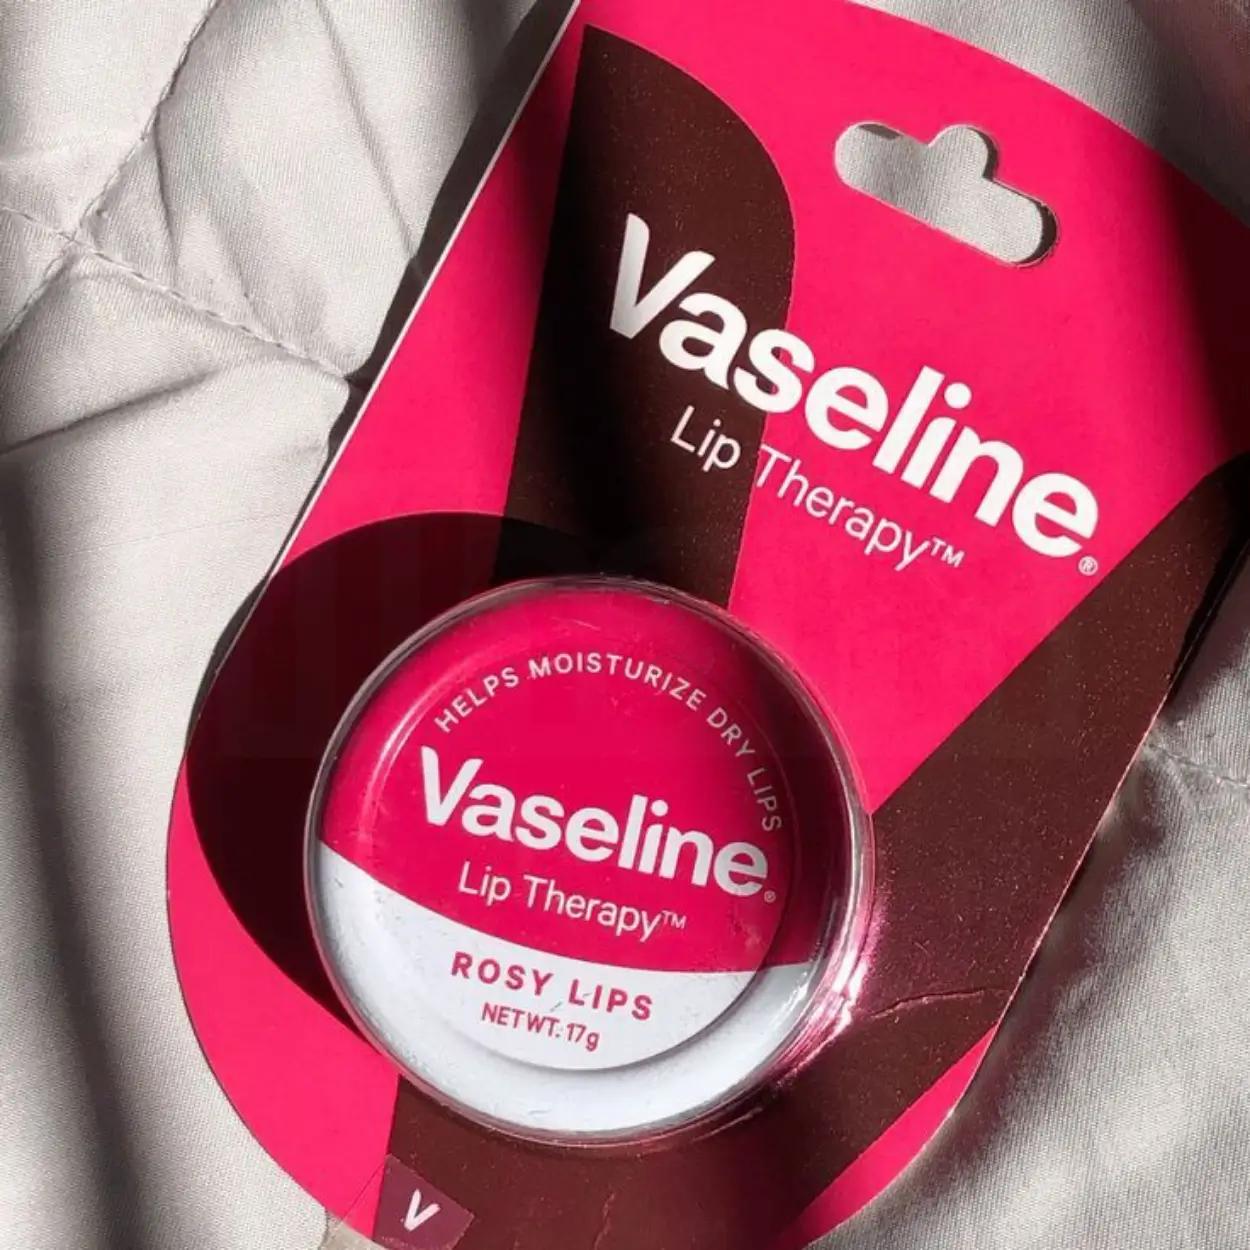 Vaseline®
Lip Therapy™
HELPS MOISTURIZE DRY LIPS
Vaseline®
Lip Therapy™
ROSY LIPS
NET WT: 17g
V